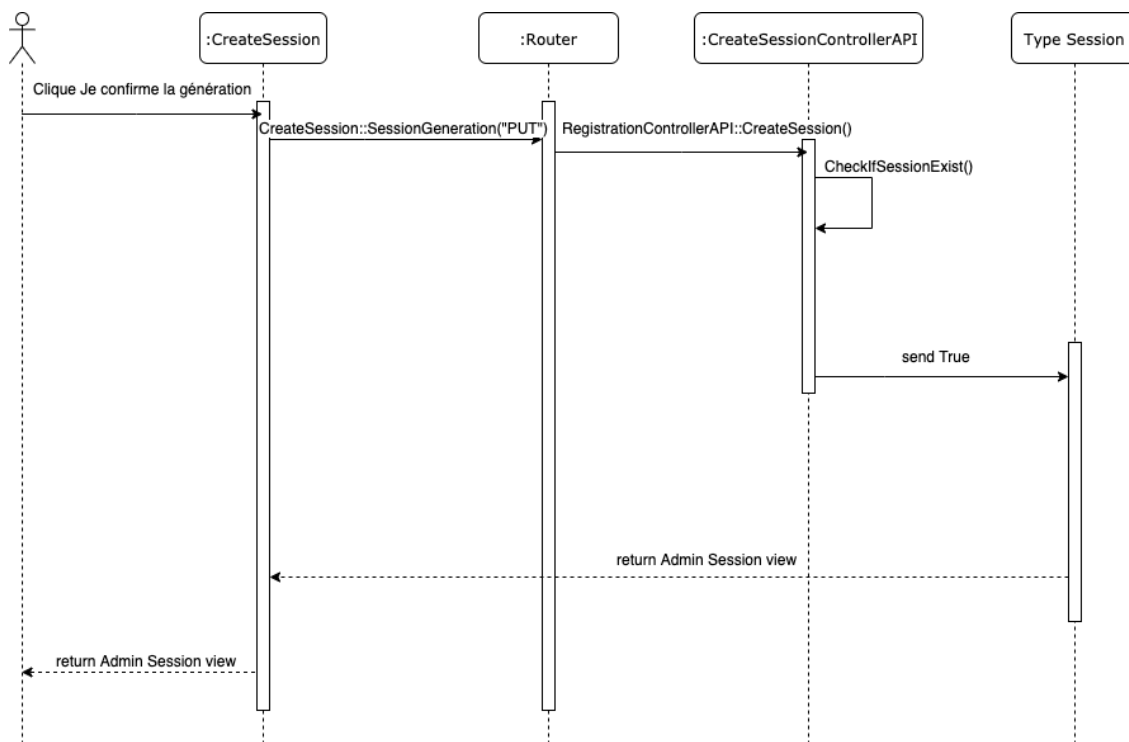 :CreateSession
:Router
:CreateSessionControllerAPI
Type Session
Clique Je confirme la génération
CreateSession::SessionGeneration("PUT")
RegistrationControllerAPI::CreateSession()
CheckIfSessionExist()
send True
return Admin Session view
return Admin Session view